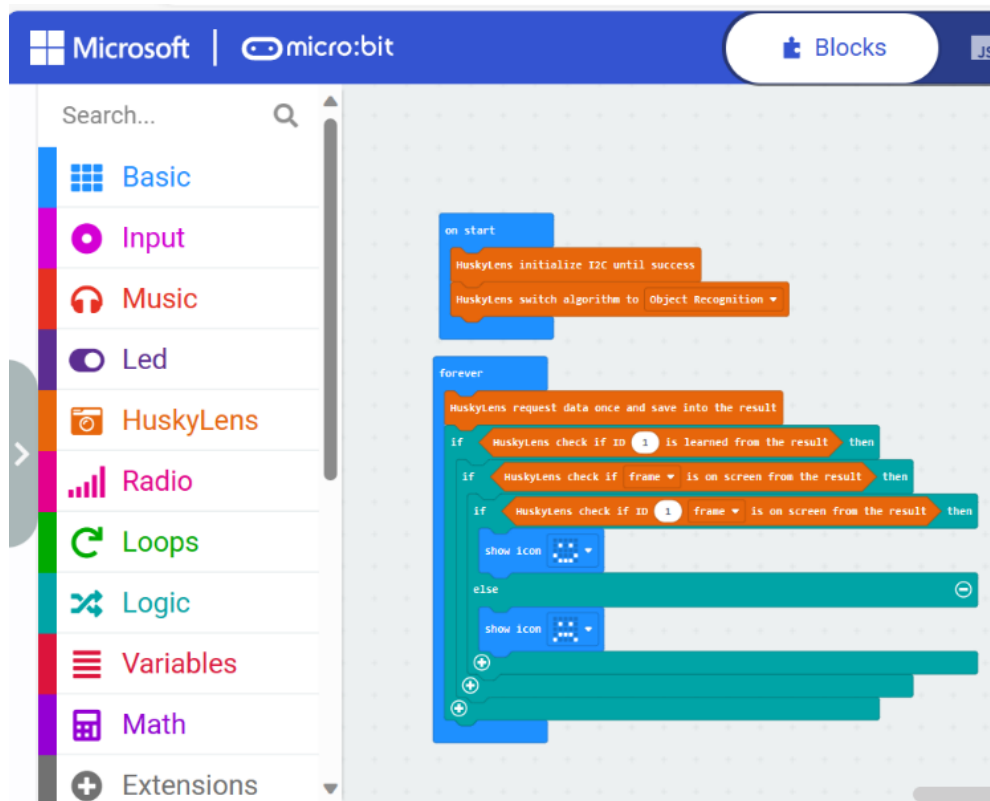 Microsoft | micro:bit
Blocks
JS
Search...
Basic
Input
Music
Led
HuskyLens
Radio
Loops
Logic
Variables
Math
Extensions
on start
HuskyLens initialize I2C until success
HuskyLens switch algorithm to Object Recognition
forever
HuskyLens request data once and save into the result
if HuskyLens check if ID 1 is learned from the result then
if HuskyLens check if frame is on screen from the result then
if HuskyLens check if ID 1 frame is on screen from the result then
show icon
else
show icon